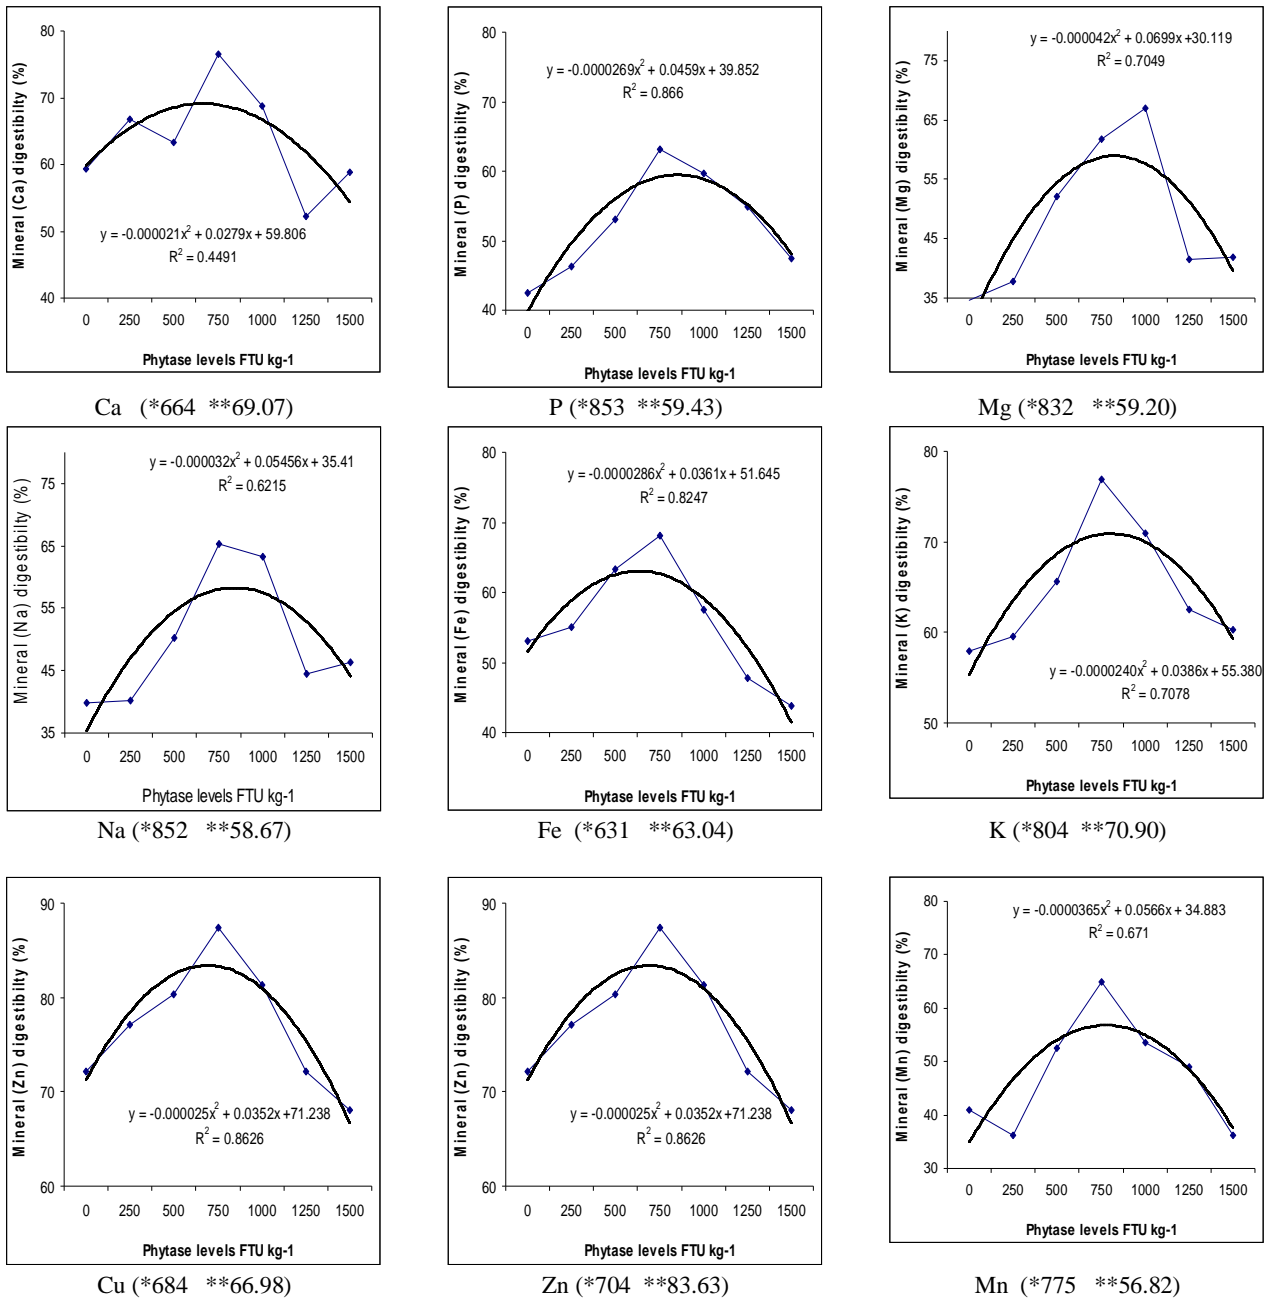 Mineral (Ca) digestibilty (%)
80
70
60
50
40
y = -0.000021x² + 0.0279x + 59.806
R² = 0.4491
0 250 500 750 1000 1250 1500
Phytase levels FTU kg-1
Ca (*664 **69.07)
Mineral (P) digestibilty (%)
80
70
60
50
40
y = -0.0000269x² + 0.0459x + 39.852
R² = 0.866
0 250 500 750 1000 1250 1500
Phytase levels FTU kg-1
P (*853 **59.43)
Mineral (Mg) digestibilty (%)
75
65
55
45
35
y = -0.000042x² + 0.0699x +30.119
R² = 0.7049
0 250 500 750 1000 1250 1500
Phytase levels FTU kg-1
Mg (*832 **59.20)
Mineral (Na) digestibilty (%)
75
65
55
45
35
y = -0.000032x² + 0.05456x + 35.41
R² = 0.6215
0 250 500 750 1000 1250 1500
Phytase levels FTU kg-1
Na (*852 **58.67)
Mineral (Fe) digestibilty (%)
80
70
60
50
40
y = -0.0000286x² + 0.0361x + 51.645
R² = 0.8247
0 250 500 750 1000 1250 1500
Phytase levels FTU kg-1
Fe (*631 **63.04)
Mineral (K) digestibilty (%)
80
70
60
50
y = -0.0000240x² + 0.0386x + 55.380
R² = 0.7078
0 250 500 750 1000 1250 1500
Phytase levels FTU kg-1
K (*804 **70.90)
Mineral (Zn) digestibilty (%)
90
80
70
60
y = -0.000025x² + 0.0352x +71.238
R² = 0.8626
0 250 500 750 1000 1250 1500
Phytase levels FTU kg-1
Cu (*684 **66.98)
Mineral (Zn) digestibilty (%)
90
80
70
60
y = -0.000025x² + 0.0352x +71.238
R² = 0.8626
0 250 500 750 1000 1250 1500
Phytase levels FTU kg-1
Zn (*704 **83.63)
Mineral (Mn) digestibilty (%)
80
70
60
50
40
30
y = -0.0000365x² + 0.0566x + 34.883
R² = 0.671
0 250 500 750 1000 1250 1500
Phytase levels FTU kg-1
Mn (*775 **56.82)